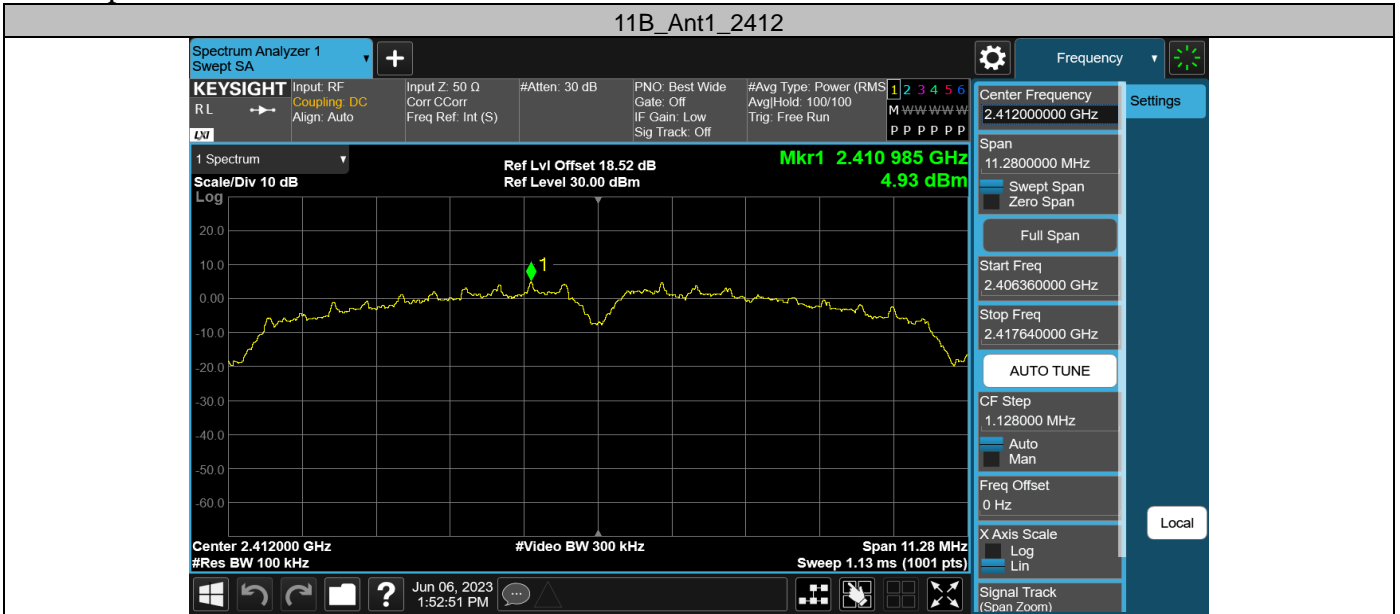 11B_Ant1_2412
Spectrum Analyzer 1
Swept SA
Frequency
KEYSIGHT
RL
LXI
Input: RF
Coupling: DC
Align: Auto
Input Z: 50 Ω
Corr CCorr
Freq Ref: Int (S)
#Atten: 30 dB
PNO: Best Wide
Gate: Off
IF Gain: Low
Sig Track: Off
#Avg Type: Power (RMS
Avg|Hold: 100/100
Trig: Free Run
1 2 3 4 5 6
M W W W W W
P P P P P P
1 Spectrum
Scale/Div 10 dB
Log
Ref Lvl Offset 18.52 dB
Ref Level 30.00 dBm
Mkr1 2.410 985 GHz
4.93 dBm
1
20.0
10.0
0.00
-10.0
-20.0
-30.0
-40.0
-50.0
-60.0
Center 2.412000 GHz
#Res BW 100 kHz
#Video BW 300 kHz
Span 11.28 MHz
Sweep 1.13 ms (1001 pts)
Center Frequency
2.412000000 GHz
Settings
Span
11.2800000 MHz
Swept Span
Zero Span
Full Span
Start Freq
2.406360000 GHz
Stop Freq
2.417640000 GHz
AUTO TUNE
CF Step
1.128000 MHz
Auto
Man
Freq Offset
0 Hz
X Axis Scale
Log
Lin
Local
Signal Track
(Span Zoom)
?
Jun 06, 2023
1:52:51 PM